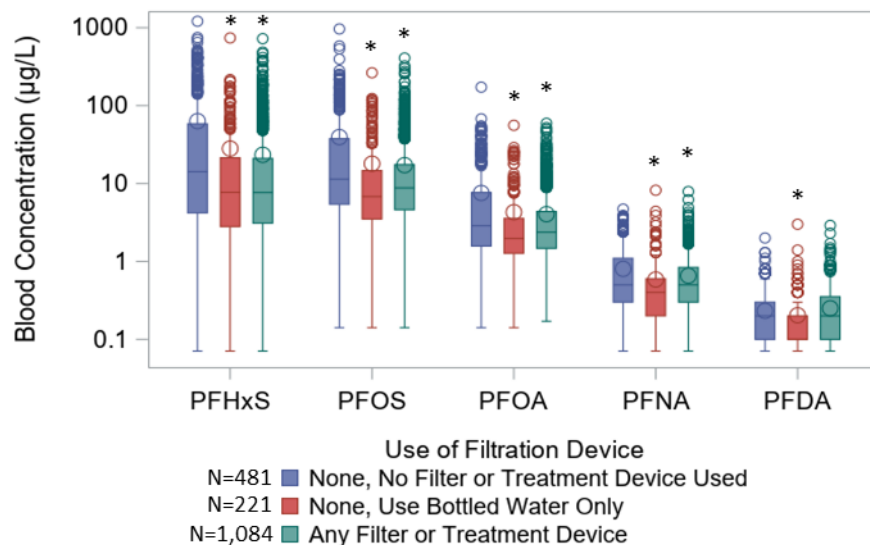 1000
100
10
1
0.1
Blood Concentration (µg/L)
* * * * * * * * *
PFHxS PFOS PFOA PFNA PFDA
Use of Filtration Device
N=481 None, No Filter or Treatment Device Used
N=221 None, Use Bottled Water Only
N=1,084 Any Filter or Treatment Device